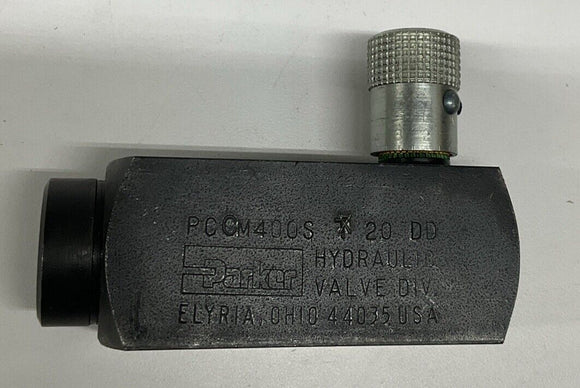 PCCM400S * 20 DD
Parker HYDRAULIC
VALVE DIV
ELYRIA, OHIO 44035 USA